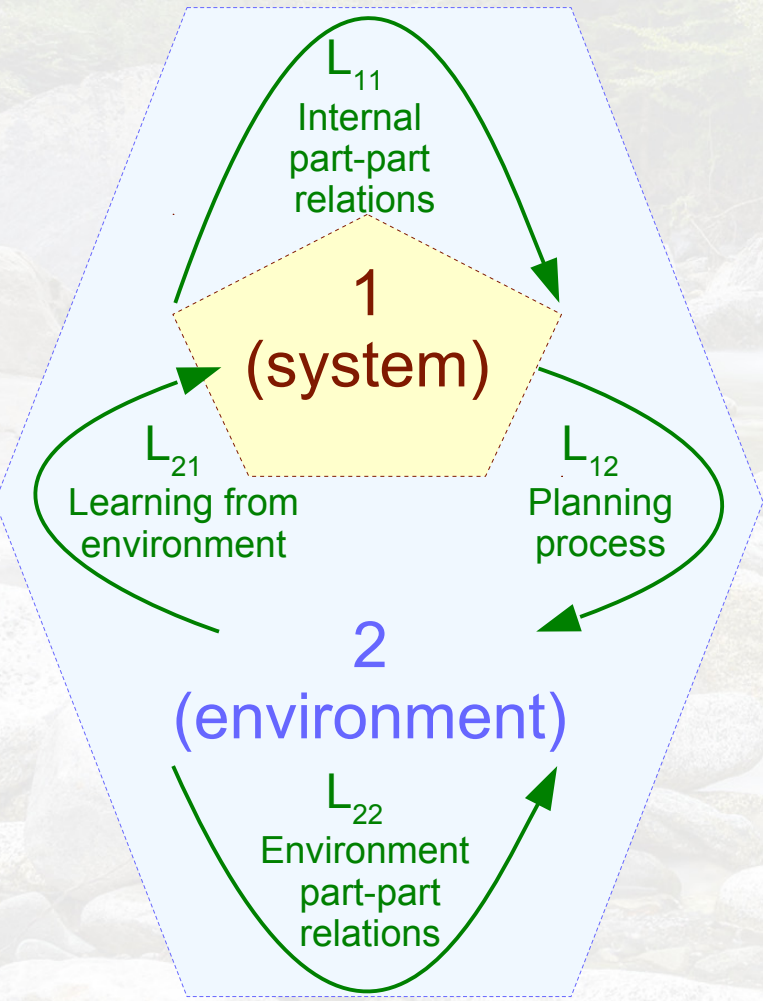 L₁₁
Internal
part-part
relations
1
(system)
L₂₁
Learning from
environment
L₁₂
Planning
process
2
(environment)
L₂₂
Environment
part-part
relations